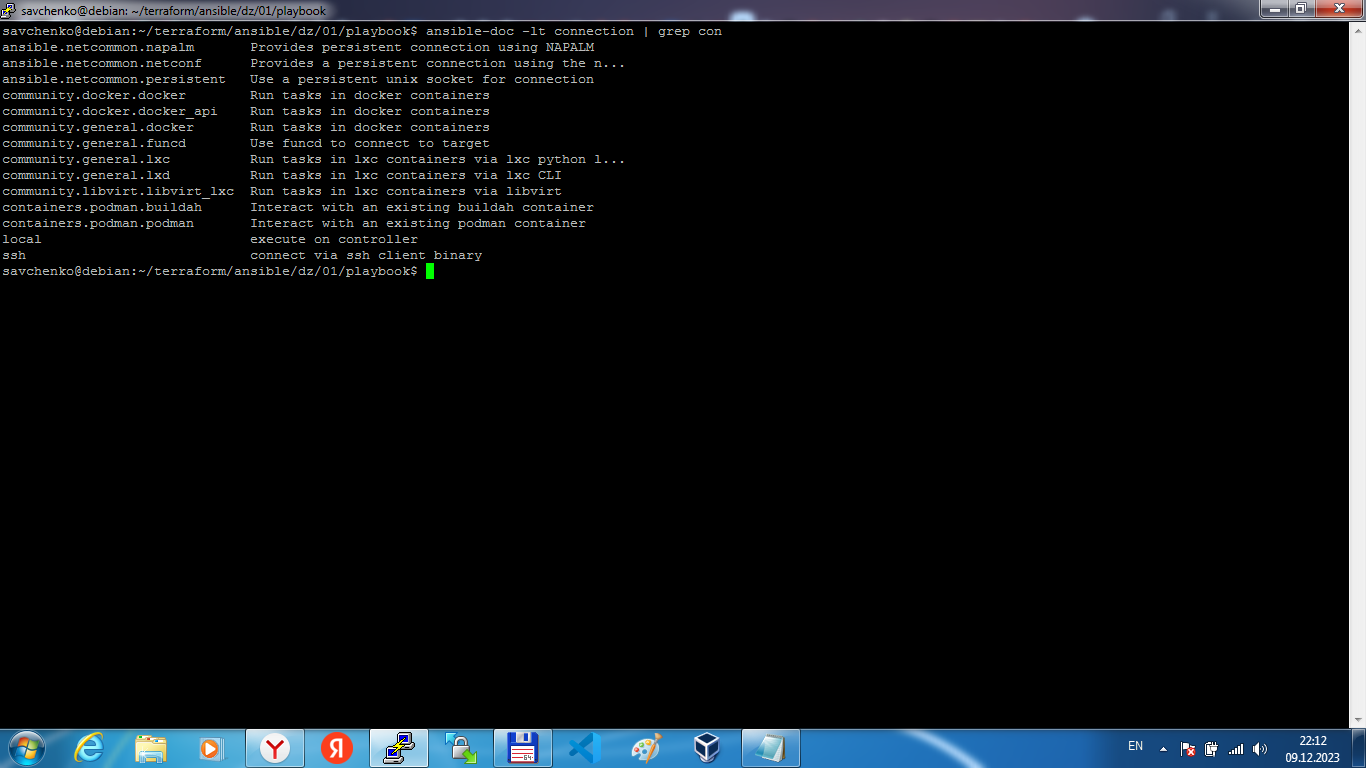 savchenko@debian: ~/terraform/ansible/dz/01/playbook
savchenko@debian:~/terraform/ansible/dz/01/playbook$ ansible-doc -lt connection | grep con
ansible.netcommon.napalm       Provides persistent connection using NAPALM
ansible.netcommon.netconf      Provides a persistent connection using the n...
ansible.netcommon.persistent   Use a persistent unix socket for connection
community.docker.docker        Run tasks in docker containers
community.docker.docker_api    Run tasks in docker containers
community.general.docker       Run tasks in docker containers
community.general.funcd        Use funcd to connect to target
community.general.lxc          Run tasks in lxc containers via lxc python l...
community.general.lxd          Run tasks in lxc containers via lxc CLI
community.libvirt.libvirt_lxc  Run tasks in lxc containers via libvirt
containers.podman.buildah      Interact with an existing buildah container
containers.podman.podman       Interact with an existing podman container
local                          execute on controller
ssh                            connect via ssh client binary
savchenko@debian:~/terraform/ansible/dz/01/playbook$
Y
Я
64
EN
22:12
09.12.2023